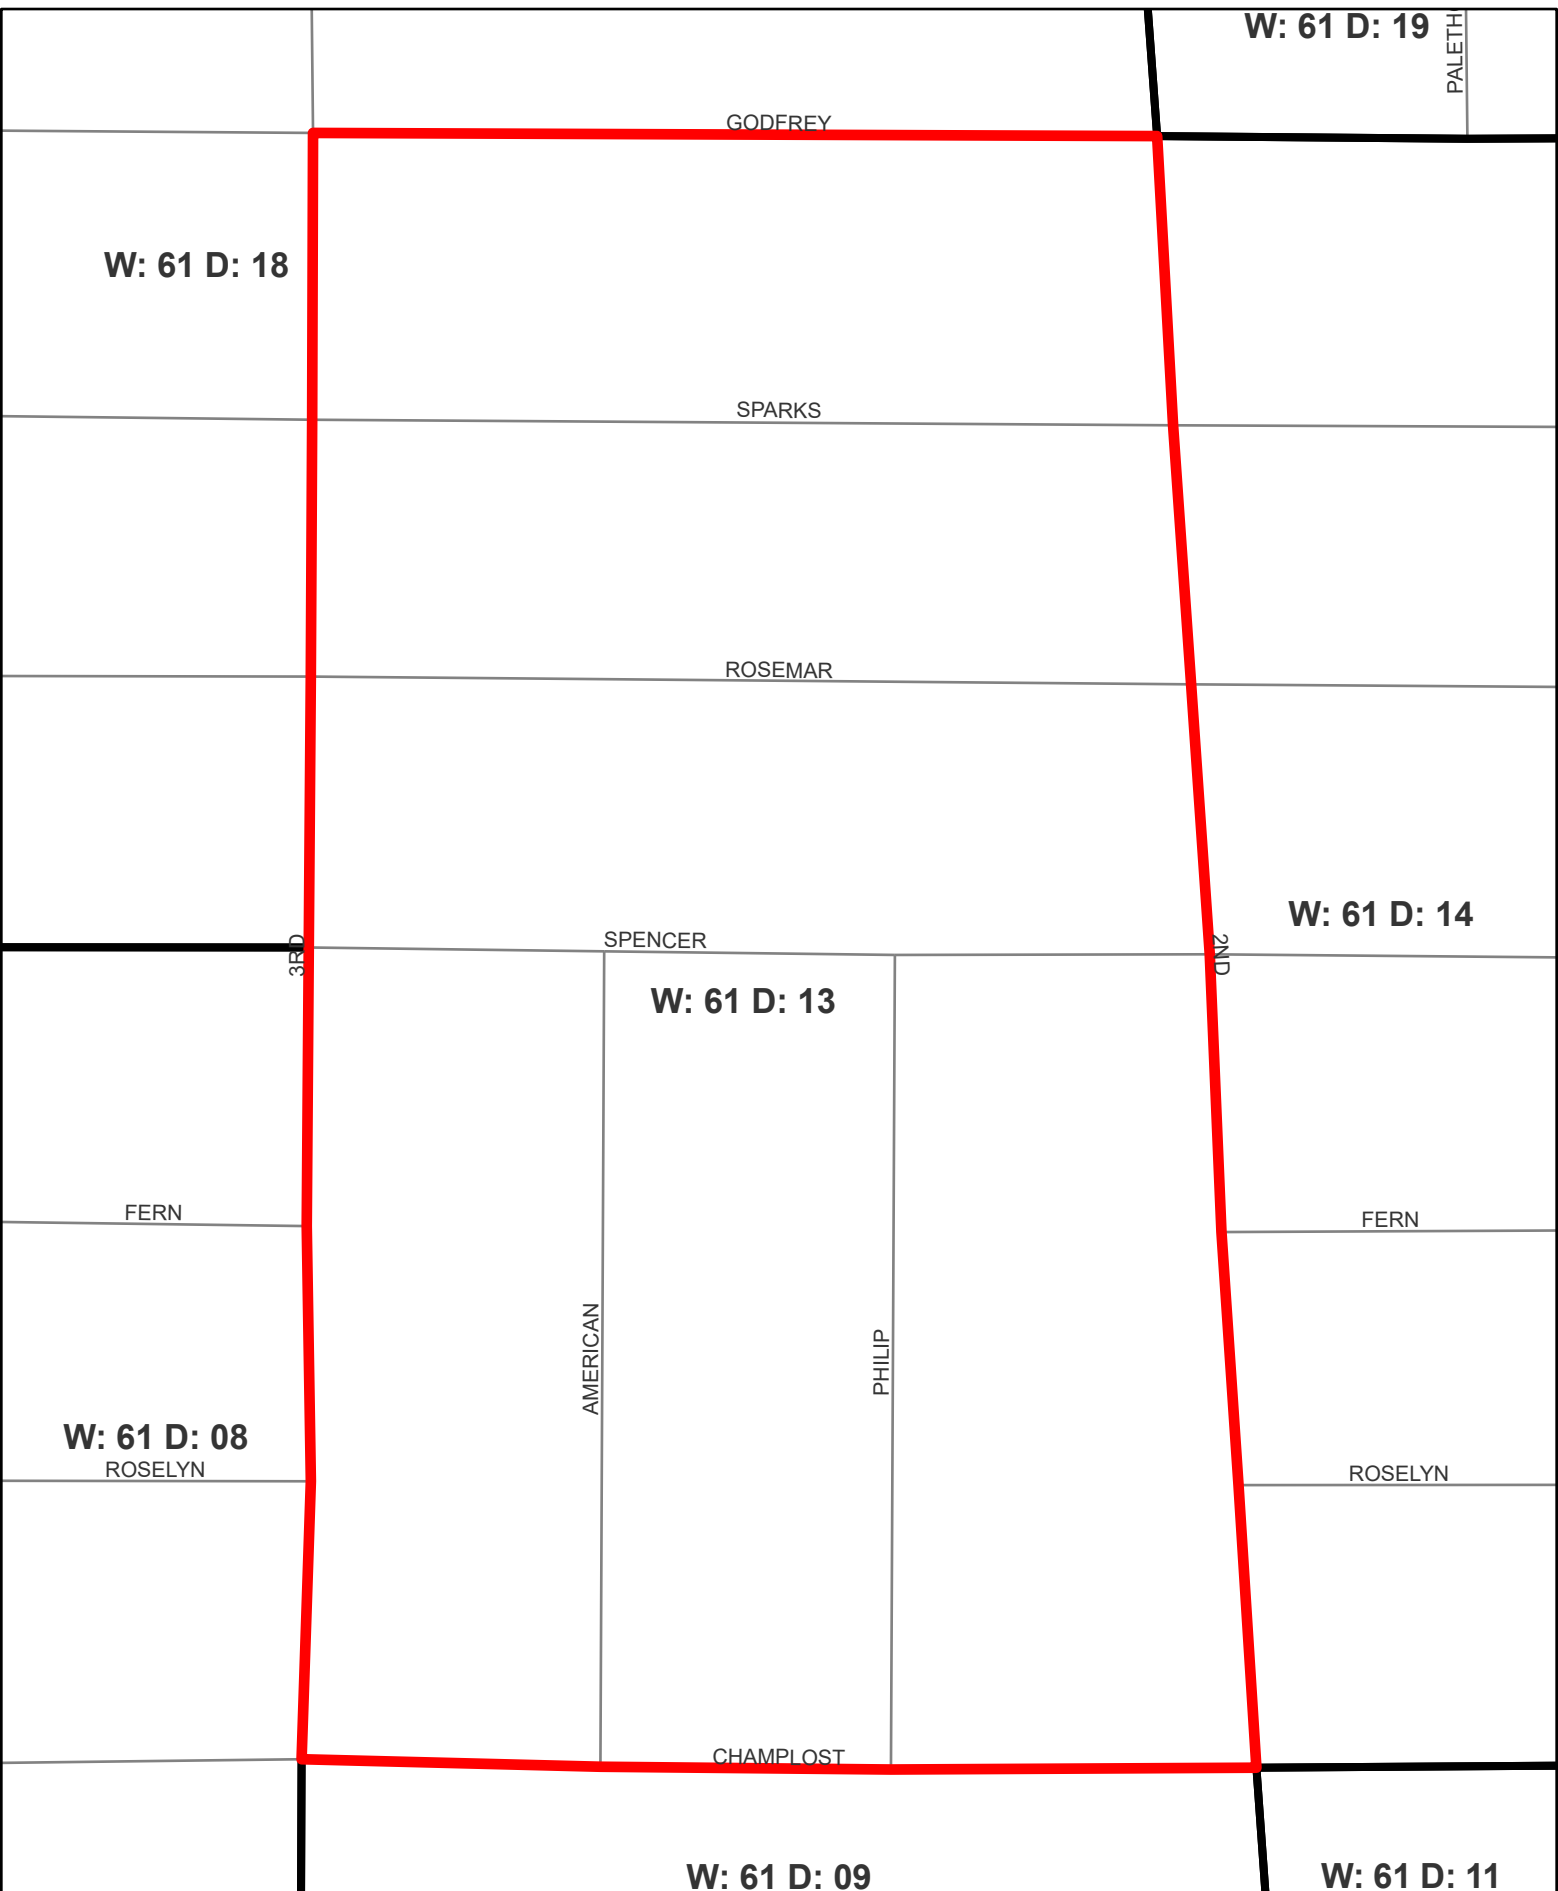 W: 61 D: 19
GODFREY
W: 61 D: 18
SPARKS
ROSEMAR
W: 61 D: 14
3RD
SPENCER
2ND
W: 61 D: 13
FERN
FERN
AMERICAN
PHILIP
W: 61 D: 08
ROSELYN
ROSELYN
CHAMPLOST
W: 61 D: 09
W: 61 D: 11